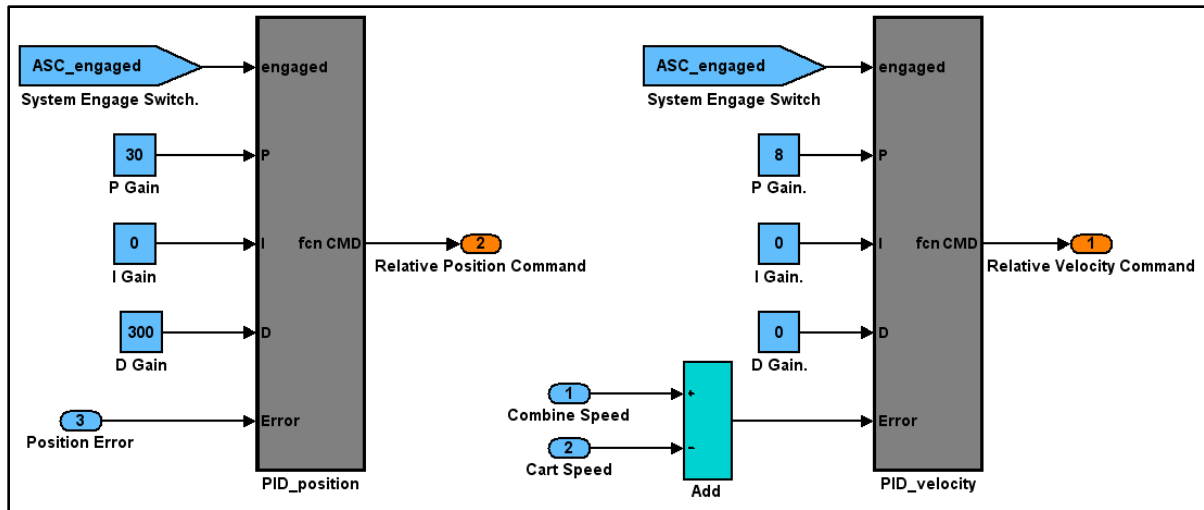 ASC_engaged
System Engage Switch.
engaged
30
P Gain
P
0
I Gain
I
fcn CMD
2
Relative Position Command
300
D Gain
D
3
Position Error
Error
PID_position
ASC_engaged
System Engage Switch
engaged
8
P Gain.
P
0
I Gain.
I
fcn CMD
1
Relative Velocity Command
0
D Gain.
D
1
Combine Speed
+
2
Cart Speed
−
Add
Error
PID_velocity